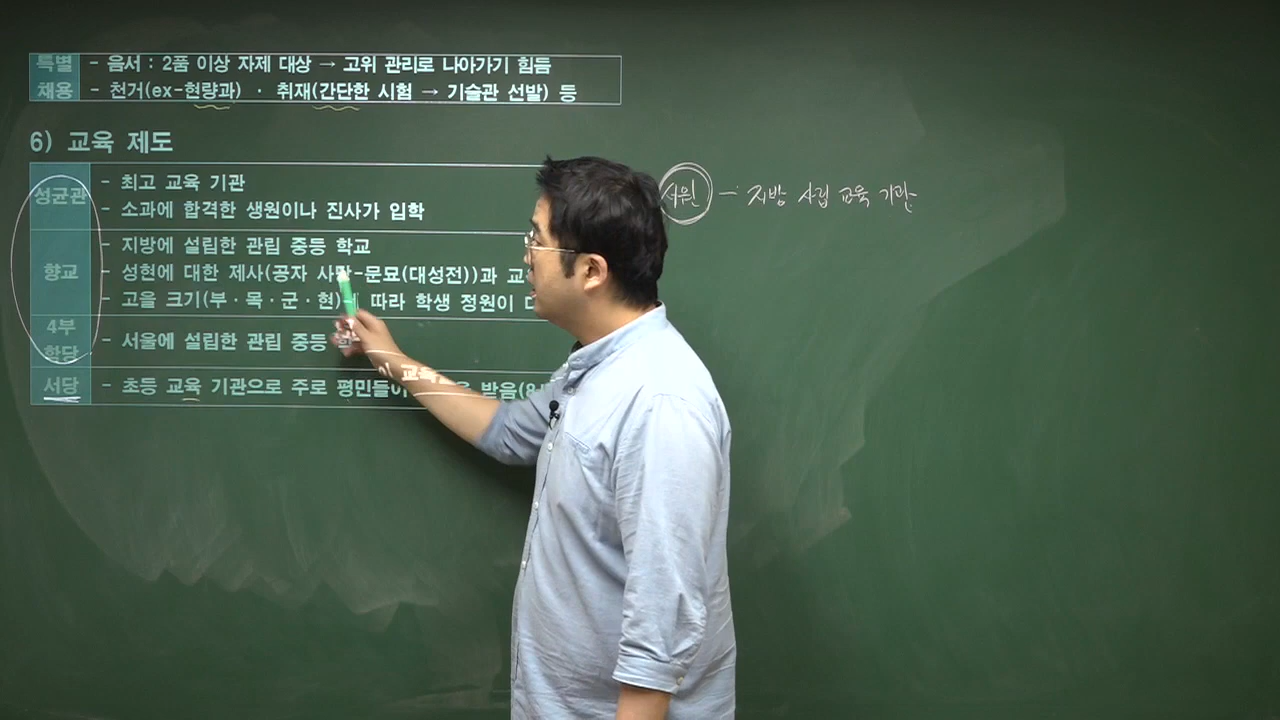 특별 - 음서 : 2품 이상 자제 대상 → 고위 관리로 나아가기 힘듬
채용 - 천거(ex-현량과) · 취재(간단한 시험 → 기술관 선발) 등
6) 교육 제도
성균관
- 최고 교육 기관
- 소과에 합격한 생원이나 진사가 입학
서원 - 지방 사립 교육 기관
향교
- 지방에 설립한 관립 중등 학교
- 성현에 대한 제사(공자 사당-문묘(대성전))과 교
- 고을 크기(부·목·군·현)에 따라 학생 정원이
4부
학당
- 서울에 설립한 관립 중등
서당 - 초등 교육 기관으로 주로 평민들이 받음(8